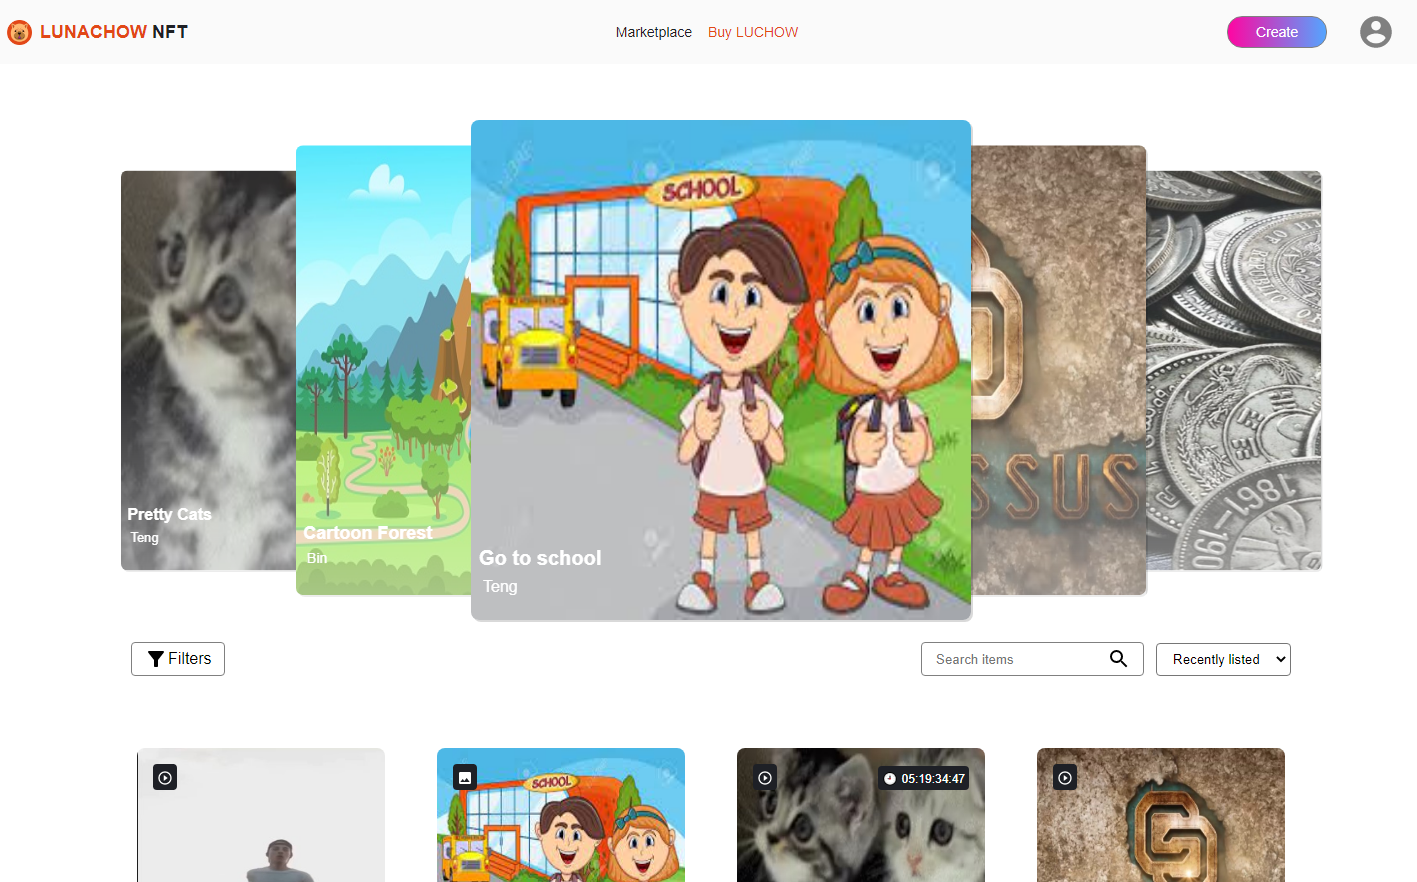 LUNACHOW NFT
Marketplace
Buy LUCHOW
Create
SCHOOL
SSUS
1861-190
Pretty Cats
Teng
Cartoon Forest
Bin
Go to school
Teng
Filters
Search items
Recently listed
SCHOOL
05:19:34:47